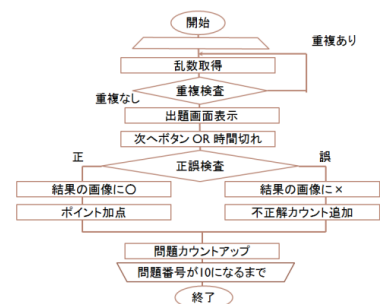 開始
重複あり
乱数取得
重複検査
重複なし
出題画面表示
次へボタン OR 時間切れ
正
誤
正誤検査
結果の画像に〇
結果の画像に×
ポイント加点
不正解カウント追加
問題カウントアップ
問題番号が10になるまで
終了